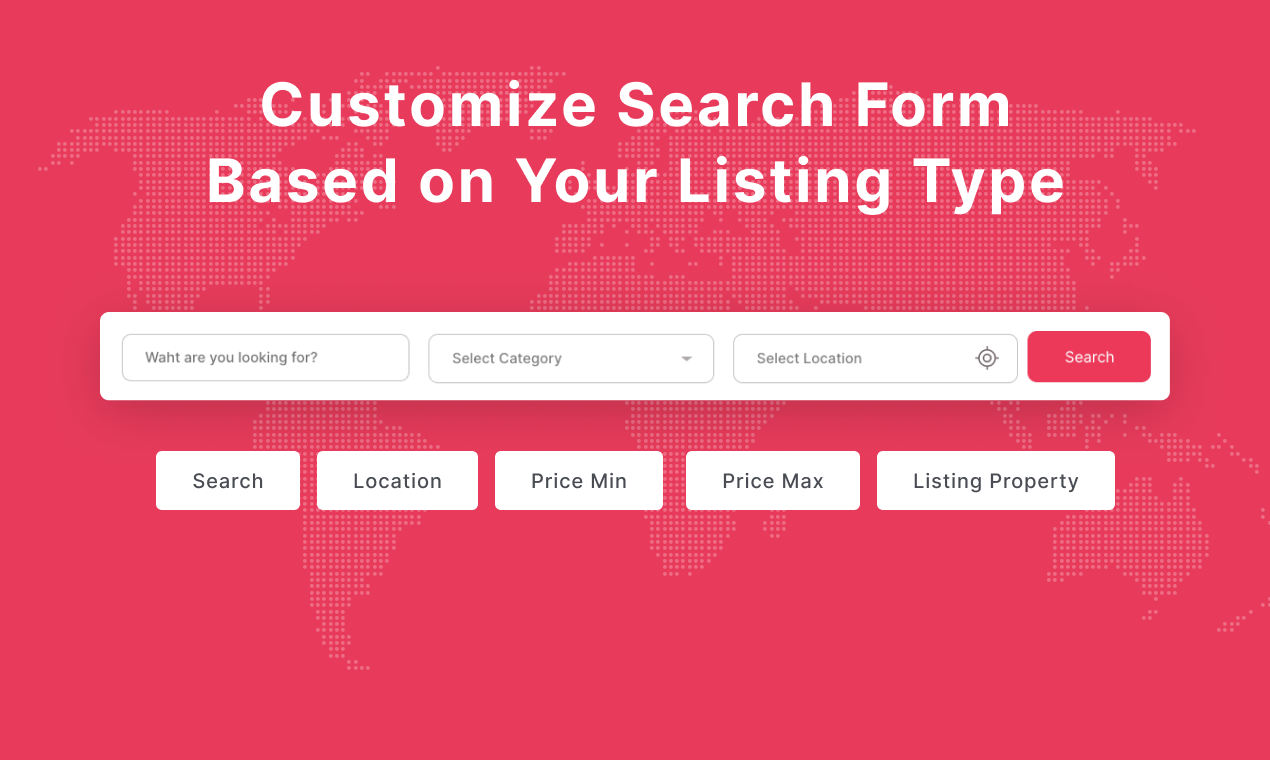 Customize Search Form
Based on Your Listing Type
Waht are you looking for?
Select Category
Select Location
Search
Search
Location
Price Min
Price Max
Listing Property